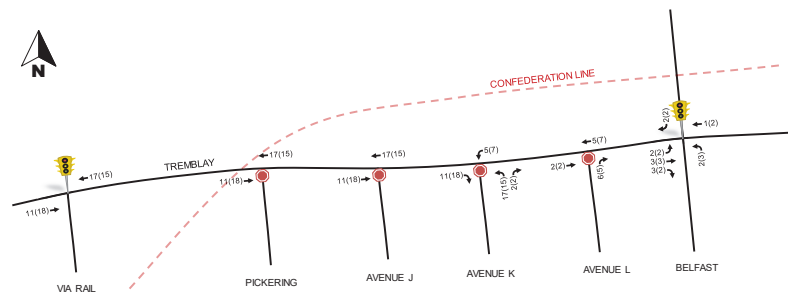 N
CONFEDERATION LINE
TREMBLAY
17(15)
11(18)
17(15)
11(18)
17(15)
11(18)
5(7)
11(18)
17(15)
2(2)
5(7)
2(2)
6(5)
2(2)
1(2)
2(2)
3(3)
3(2)
2(3)
VIA RAIL
PICKERING
AVENUE J
AVENUE K
AVENUE L
BELFAST